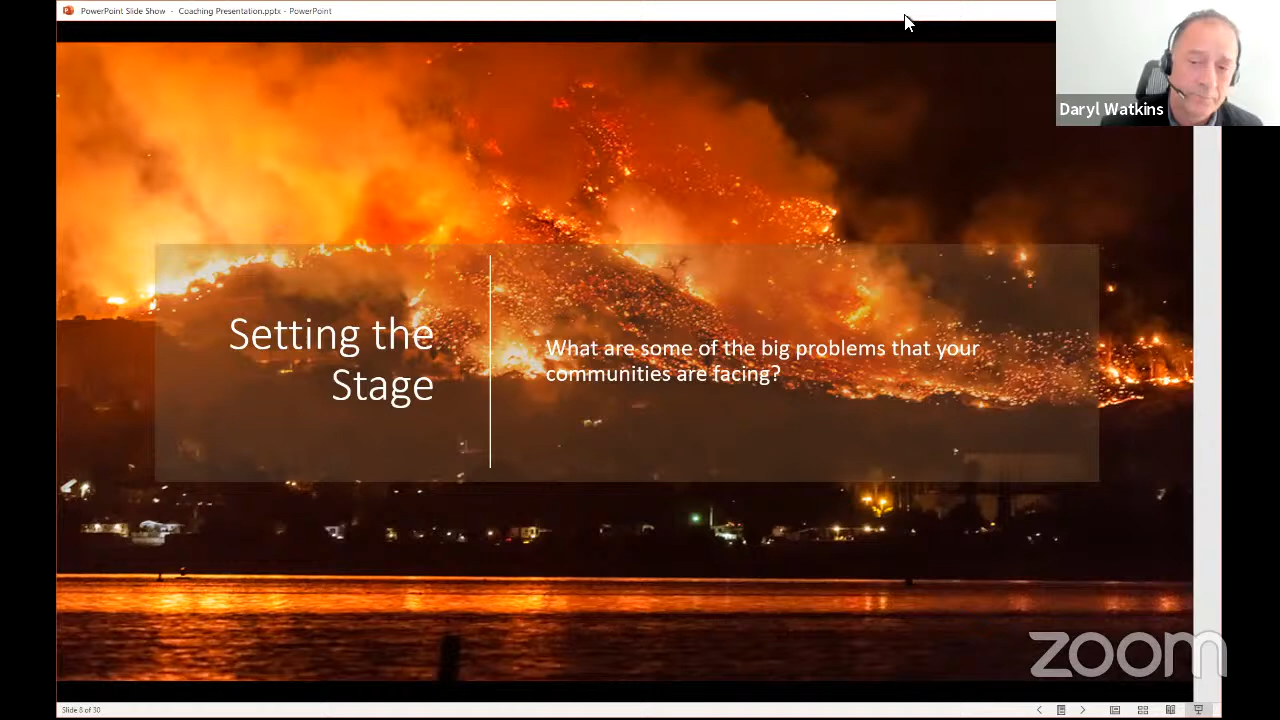 PowerPoint Slide Show - Coaching Presentation.pptx - PowerPoint
Daryl Watkins
Setting the
Stage
What are some of the big problems that your
communities are facing?
zoom
Slide 8 of 30